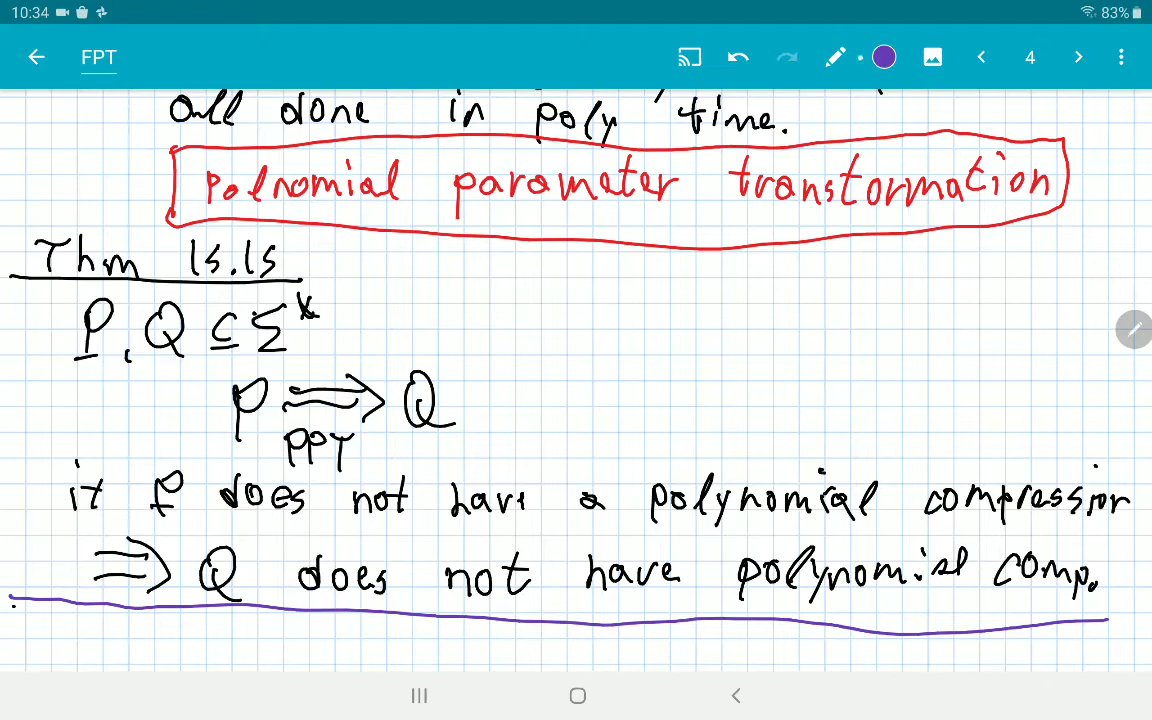 10:34 83%
FPT 4
all done in poly time.
Polnomial parameter transformation
Thm 15.15
P, Q ⊆ Σ*
P ⟹ Q
PPT
if P does not have a polynomial compression
⟹ Q does not have polynomial comp.